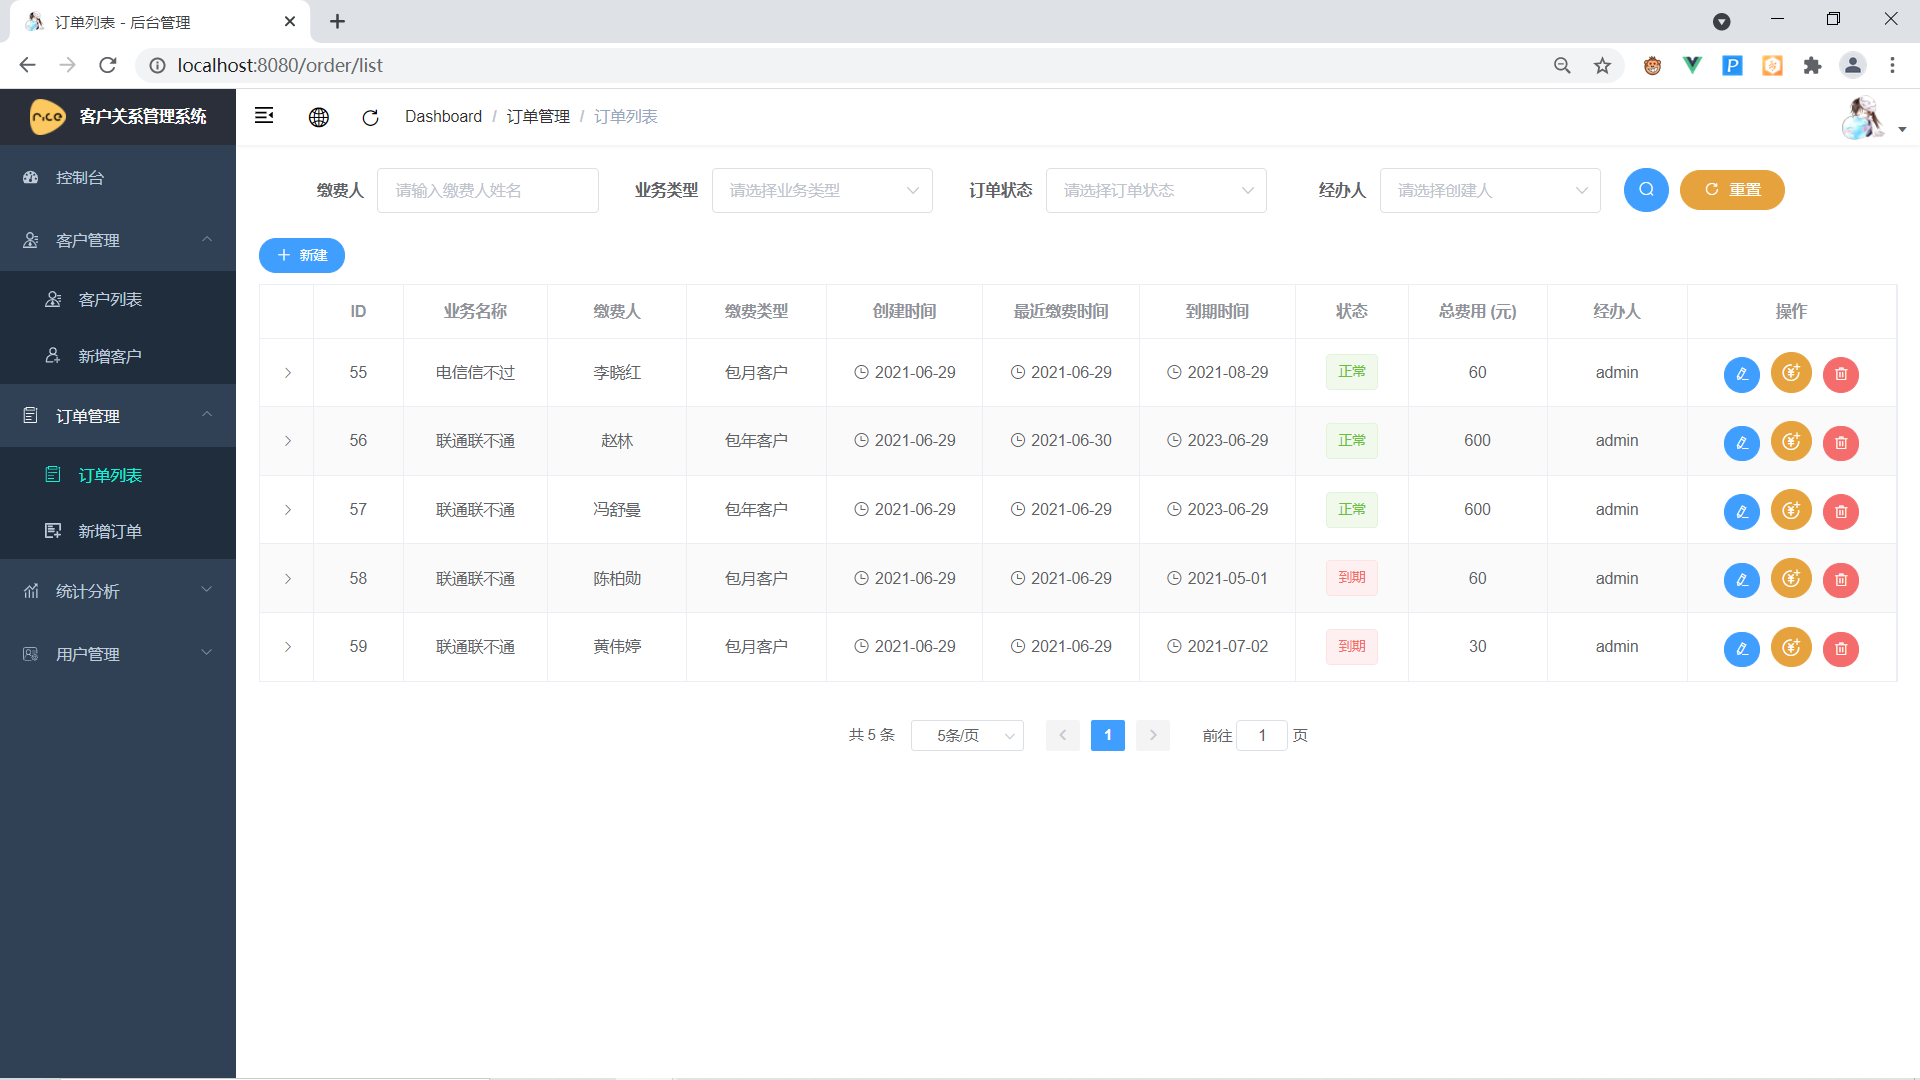 订单列表 - 后台管理
localhost:8080/order/list
nice 客户关系管理系统
Dashboard / 订单管理 / 订单列表
控制台
客户管理
客户列表
新增客户
订单管理
订单列表
新增订单
统计分析
用户管理
缴费人 请输入缴费人姓名 业务类型 请选择业务类型 订单状态 请选择订单状态 经办人 请选择创建人 重置
新建
ID 业务名称 缴费人 缴费类型 创建时间 最近缴费时间 到期时间 状态 总费用 (元) 经办人 操作
55 电信信不过 李晓红 包月客户 2021-06-29 2021-06-29 2021-08-29 正常 60 admin
56 联通联不通 赵林 包年客户 2021-06-29 2021-06-30 2023-06-29 正常 600 admin
57 联通联不通 冯舒曼 包年客户 2021-06-29 2021-06-29 2023-06-29 正常 600 admin
58 联通联不通 陈柏勋 包月客户 2021-06-29 2021-06-29 2021-05-01 到期 60 admin
59 联通联不通 黄伟婷 包月客户 2021-06-29 2021-06-29 2021-07-02 到期 30 admin
共 5 条 5条/页 1 前往 1 页